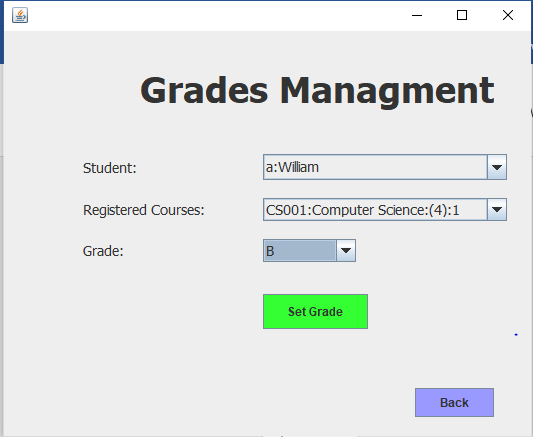 Grades Managment
Student:
a:William
Registered Courses:
CS001:Computer Science:(4):1
Grade:
B
Set Grade
Back